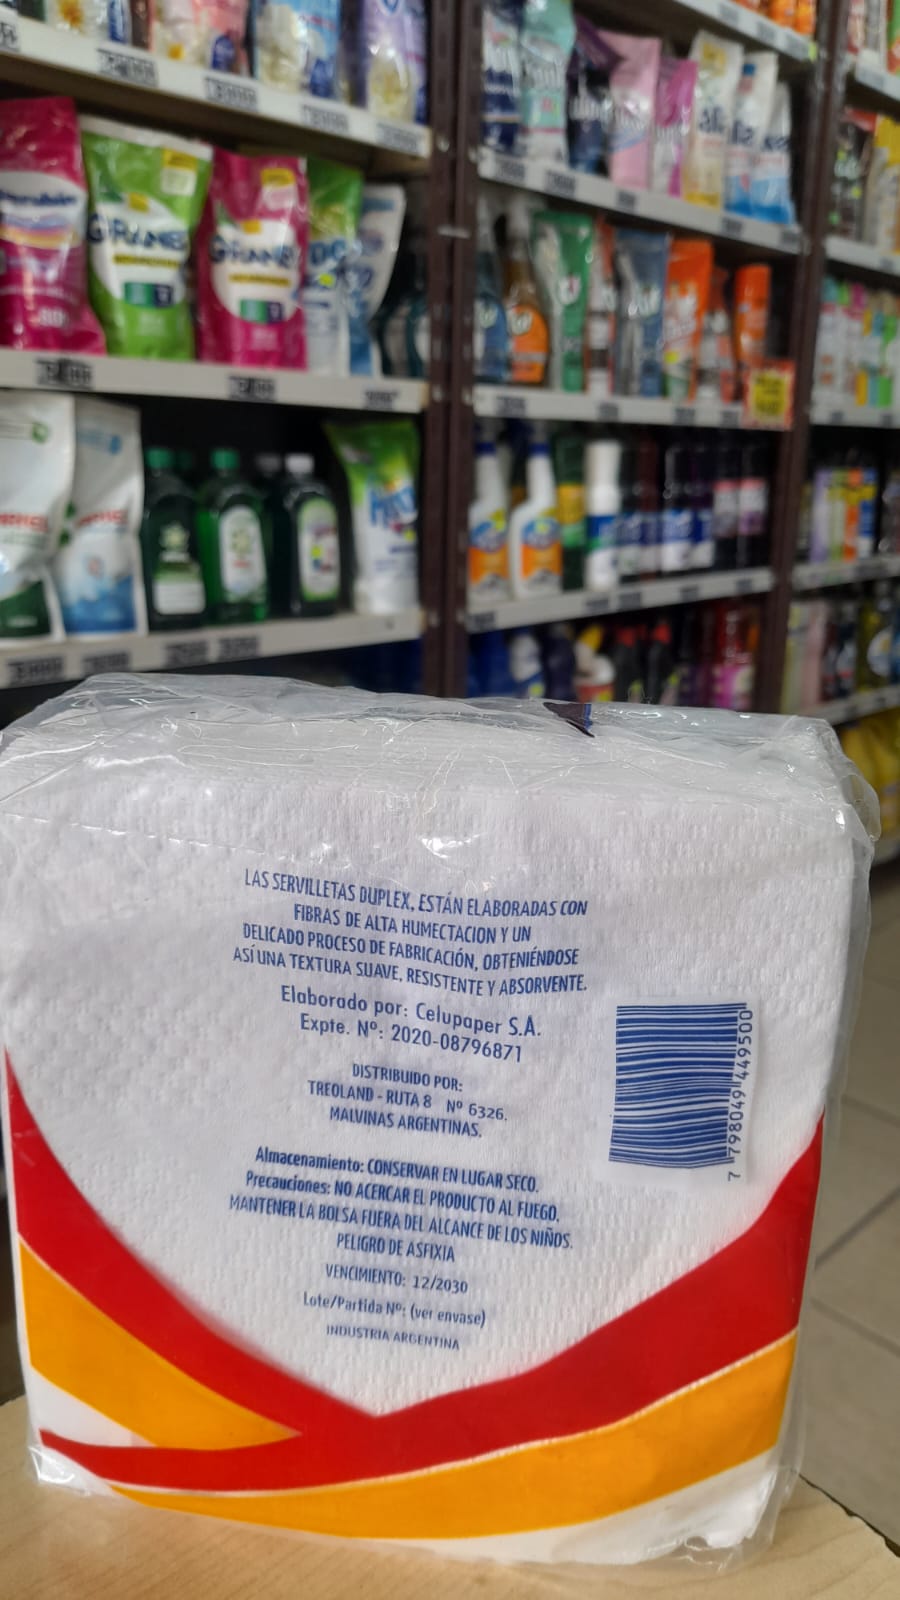 GRANBY
GRANBY
LAS SERVILLETAS DUPLEX, ESTÁN ELABORADAS CON
FIBRAS DE ALTA HUMECTACION Y UN
DELICADO PROCESO DE FABRICACIÓN, OBTENIÉNDOSE
ASÍ UNA TEXTURA SUAVE, RESISTENTE Y ABSORVENTE.
Elaborado por: Celupaper S.A.
Expte. Nº: 2020-08796871
DISTRIBUIDO POR:
TREOLAND - RUTA 8 Nº 6326.
MALVINAS ARGENTINAS.
Almacenamiento: CONSERVAR EN LUGAR SECO.
Precauciones: NO ACERCAR EL PRODUCTO AL FUEGO.
MANTENER LA BOLSA FUERA DEL ALCANCE DE LOS NIÑOS.
PELIGRO DE ASFIXIA
VENCIMIENTO: 12/2030
Lote/Partida Nº: (ver envase)
INDUSTRIA ARGENTINA
7 798049 449500